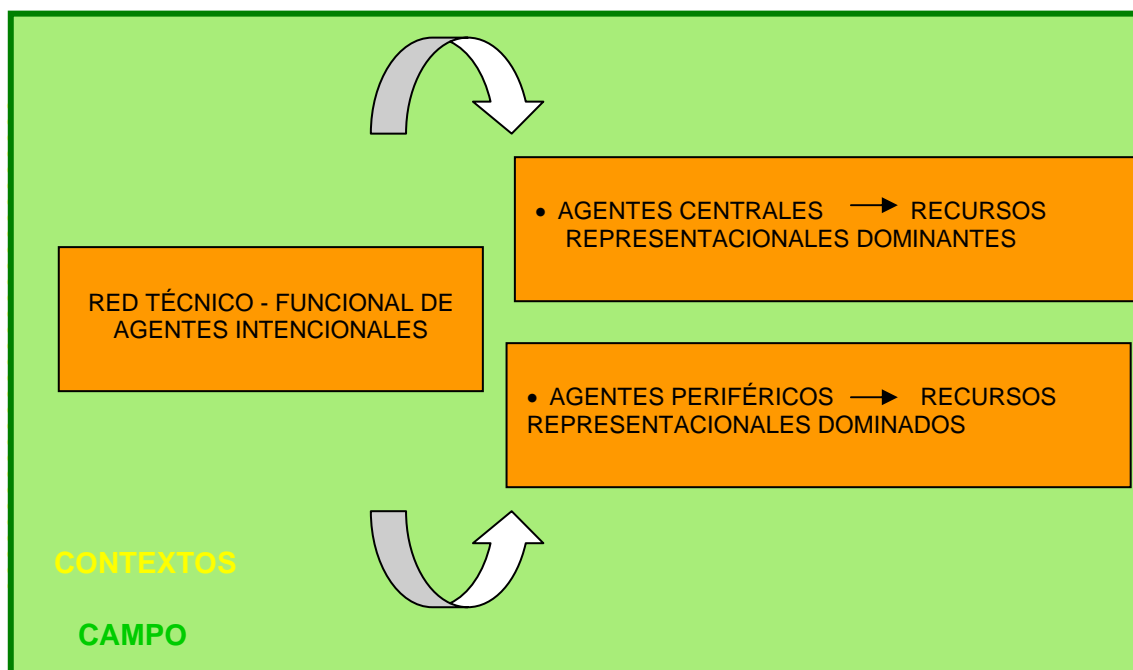 • AGENTES CENTRALES → RECURSOS
REPRESENTACIONALES DOMINANTES
RED TÉCNICO - FUNCIONAL DE
AGENTES INTENCIONALES
• AGENTES PERIFÉRICOS → RECURSOS
REPRESENTACIONALES DOMINADOS
CONTEXTOS
CAMPO